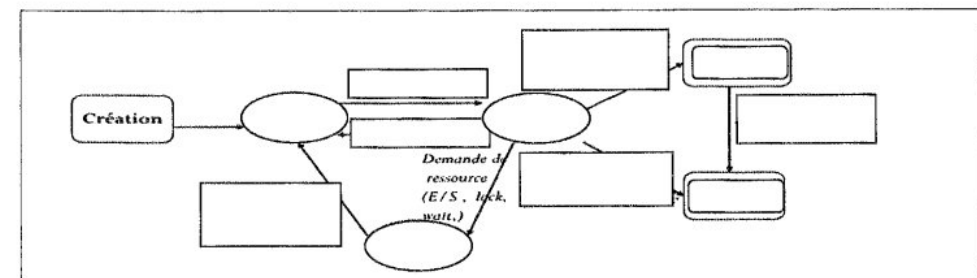 Création
Demande de
ressource
(E/S , lock,
wait,)